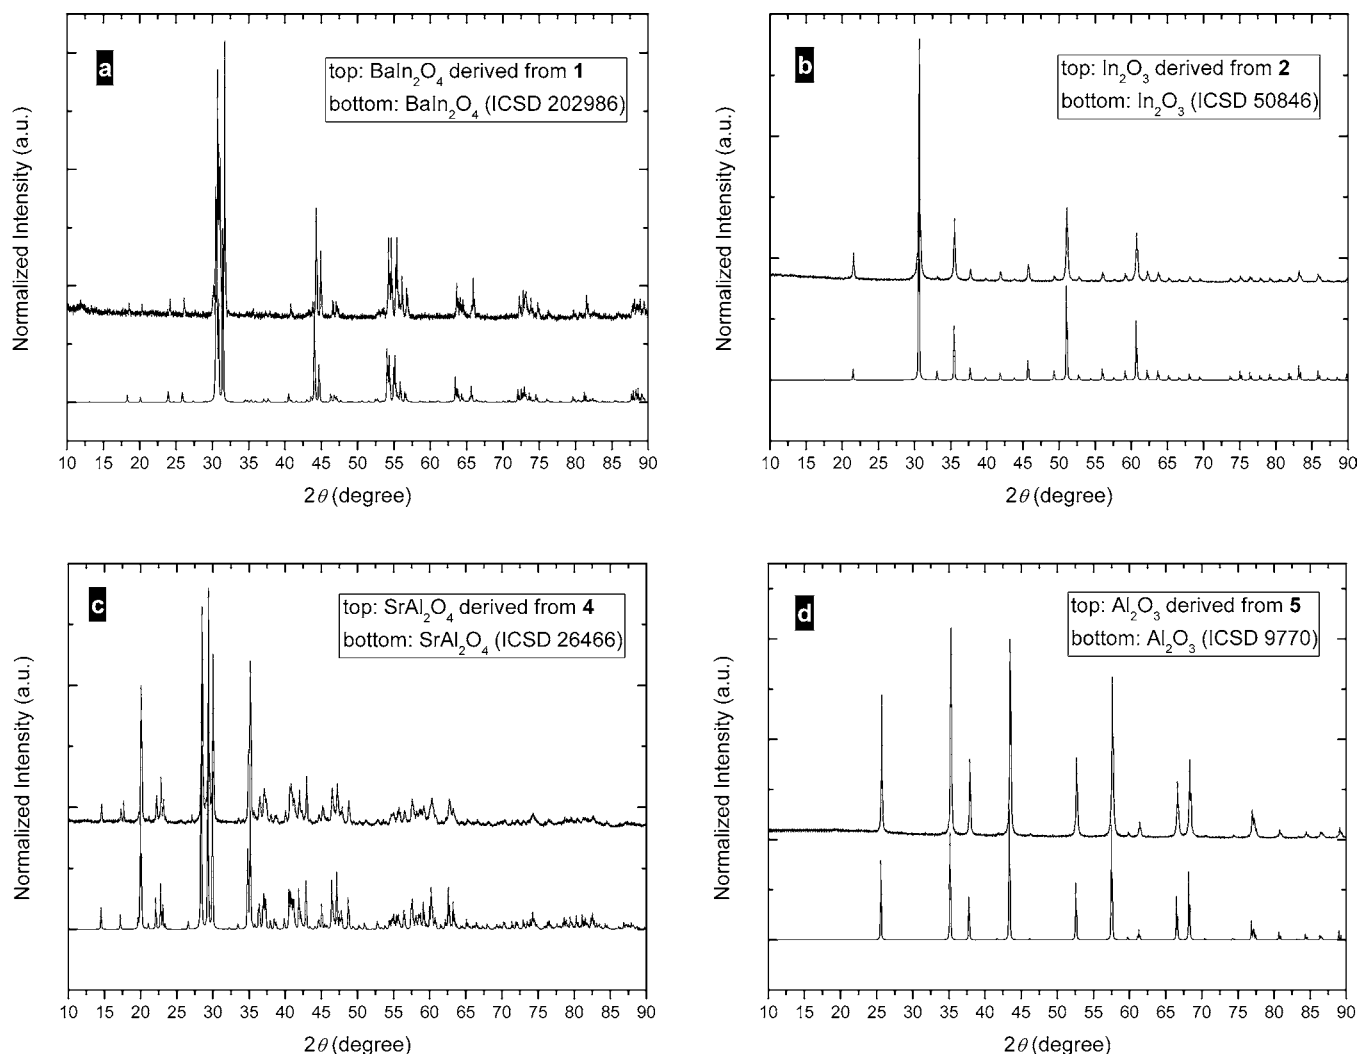 a
top: BaIn₂O₄ derived from 1
bottom: BaIn₂O₄ (ICSD 202986)
Normalized Intensity (a.u.)
10 15 20 25 30 35 40 45 50 55 60 65 70 75 80 85 90
2θ (degree)
b
top: In₂O₃ derived from 2
bottom: In₂O₃ (ICSD 50846)
Normalized Intensity (a.u.)
10 15 20 25 30 35 40 45 50 55 60 65 70 75 80 85 90
2θ (degree)
c
top: SrAl₂O₄ derived from 4
bottom: SrAl₂O₄ (ICSD 26466)
Normalized Intensity (a.u.)
10 15 20 25 30 35 40 45 50 55 60 65 70 75 80 85 90
2θ (degree)
d
top: Al₂O₃ derived from 5
bottom: Al₂O₃ (ICSD 9770)
Normalized Intensity (a.u.)
10 15 20 25 30 35 40 45 50 55 60 65 70 75 80 85 90
2θ (degree)